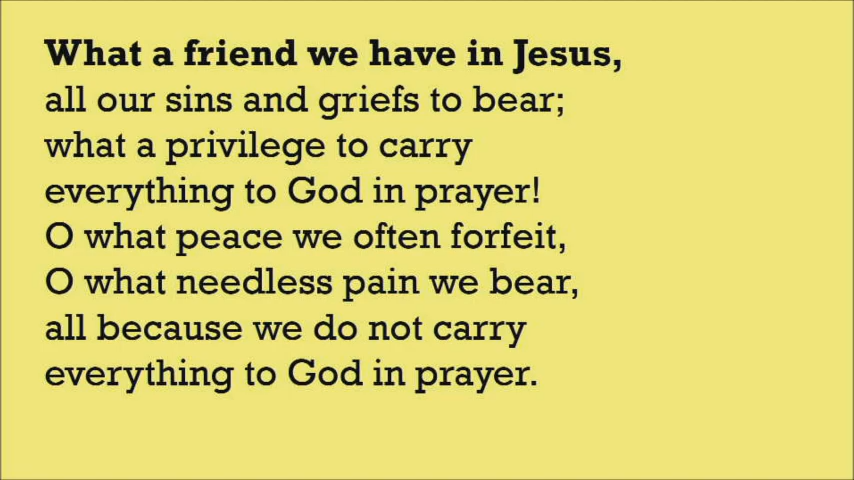 What a friend we have in Jesus,
all our sins and griefs to bear;
what a privilege to carry
everything to God in prayer!
O what peace we often forfeit,
O what needless pain we bear,
all because we do not carry
everything to God in prayer.